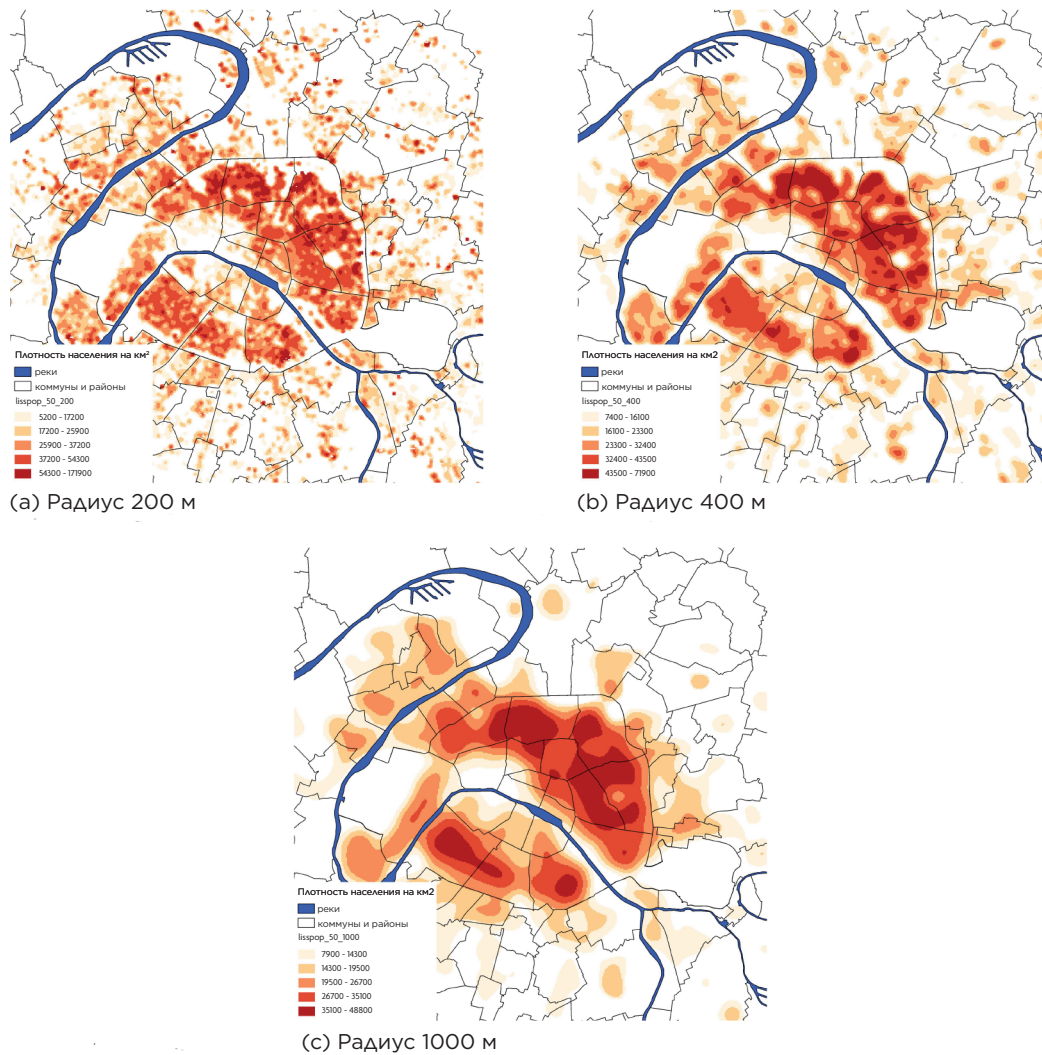 Плотность населения на км²
реки
коммуны и районы
lisspop_50_200
5200 - 17200
17200 - 25900
25900 - 37200
37200 - 54300
54300 - 171900
(a) Радиус 200 м
Плотность населения на км2
реки
коммуны и районы
lisspop_50_400
7400 - 16100
16100 - 23300
23300 - 32400
32400 - 43500
43500 - 71900
(b) Радиус 400 м
Плотность населения на км2
реки
коммуны и районы
lisspop_50_1000
7900 - 14300
14300 - 19500
19500 - 26700
26700 - 35100
35100 - 48800
(c) Радиус 1000 м